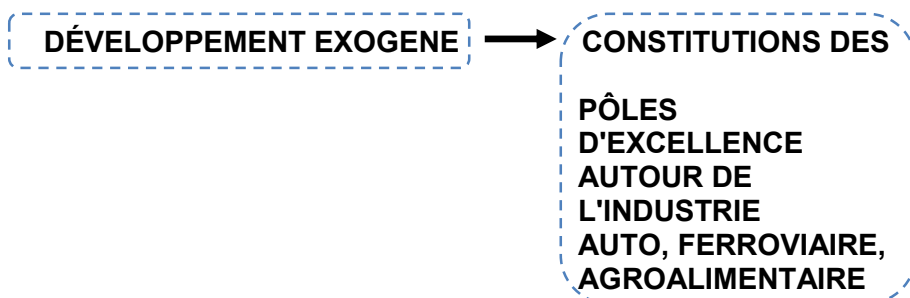 DÉVELOPPEMENT EXOGENE
CONSTITUTIONS DES
PÔLES
D'EXCELLENCE
AUTOUR DE
L'INDUSTRIE
AUTO, FERROVIAIRE,
AGROALIMENTAIRE